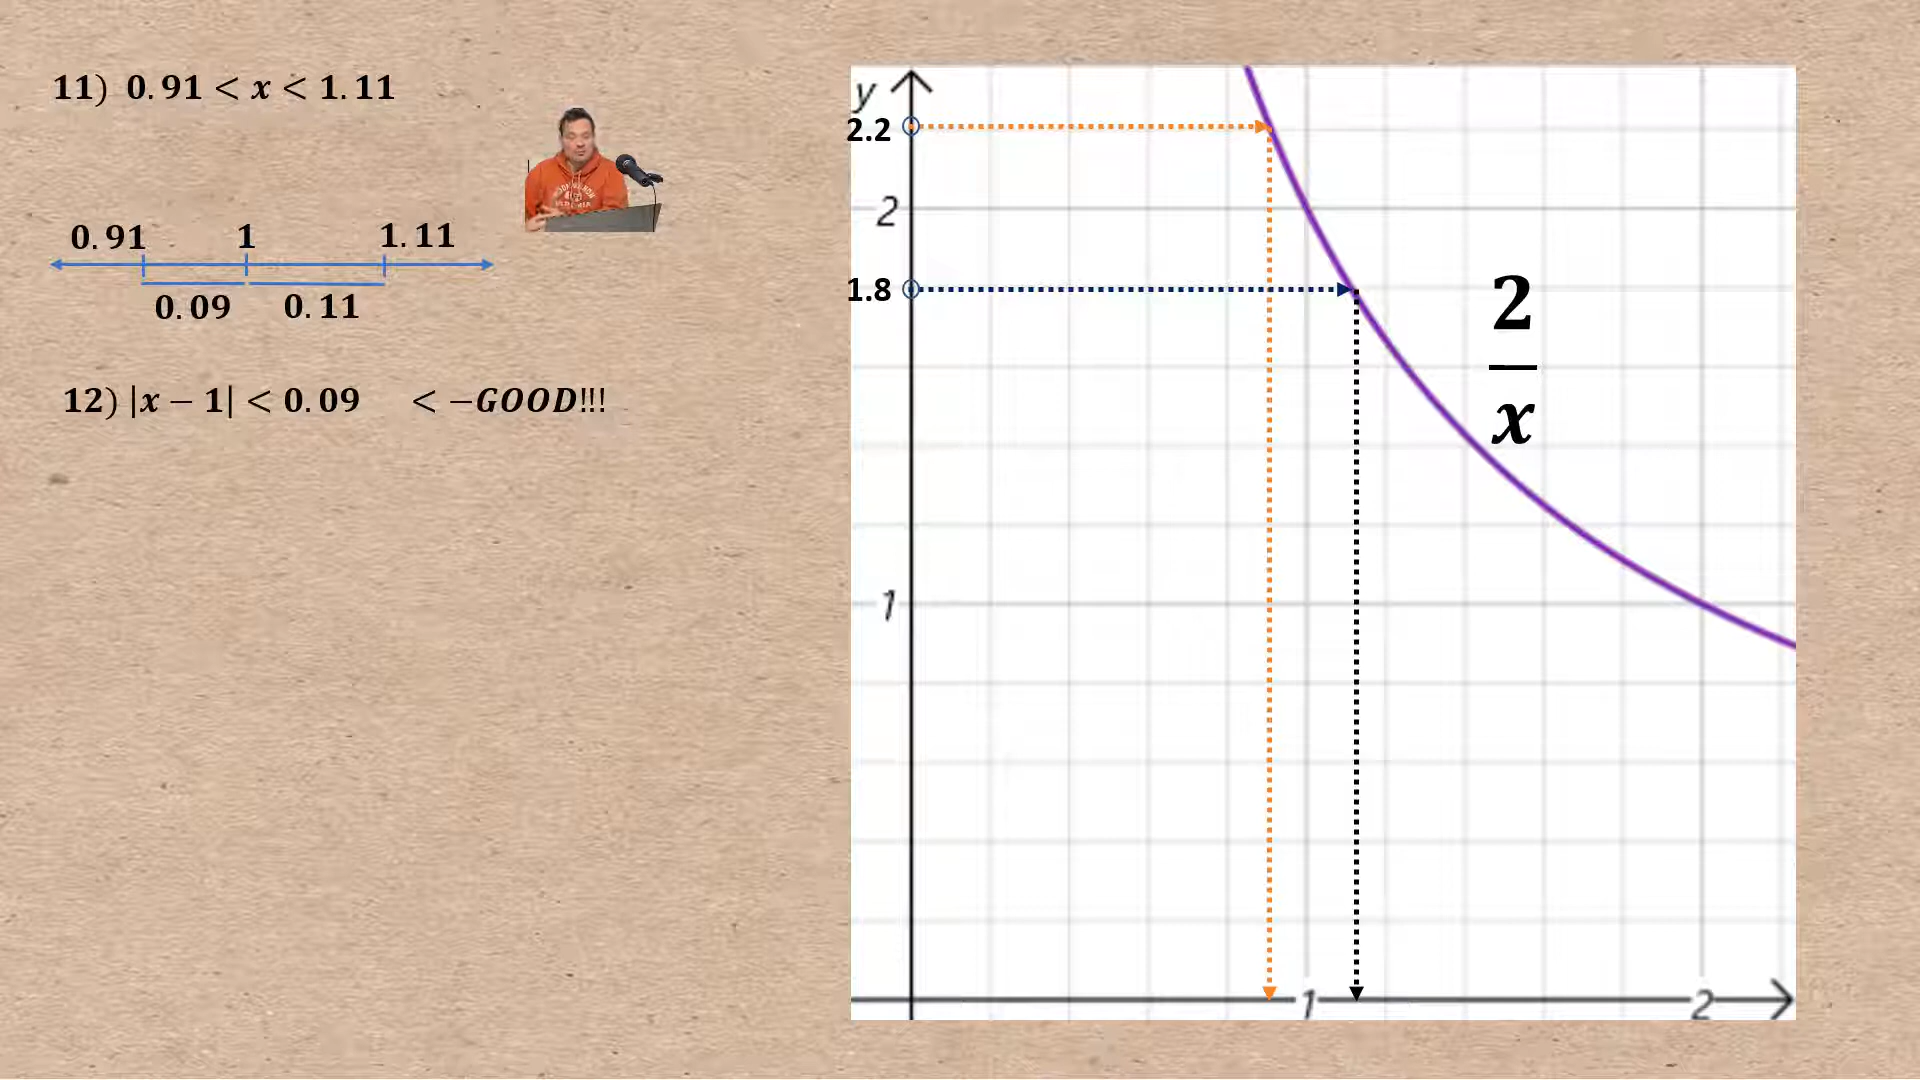 11) 0.91 < x < 1.11
0.91 1 1.11
0.09 0.11
12) |x − 1| < 0.09 < −GOOD!!!
y
2.2
2
1.8
1
2
x
1 2